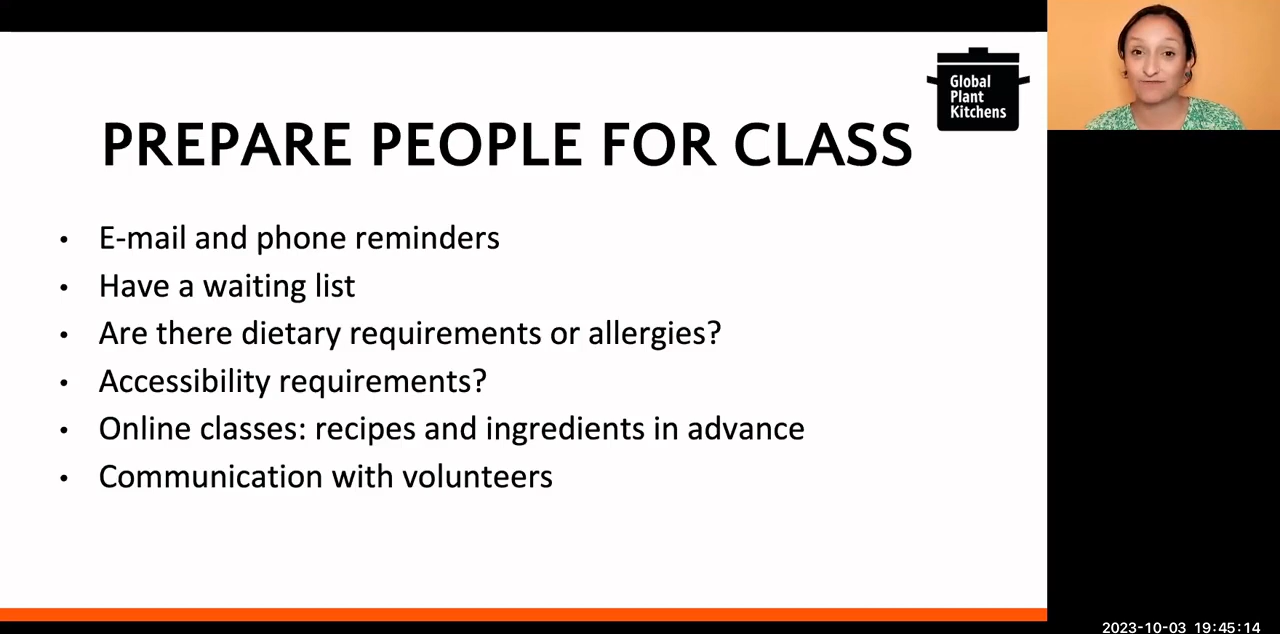 Global
Plant
Kitchens
PREPARE PEOPLE FOR CLASS
• E-mail and phone reminders
• Have a waiting list
• Are there dietary requirements or allergies?
• Accessibility requirements?
• Online classes: recipes and ingredients in advance
• Communication with volunteers
2023-10-03 19:45:14